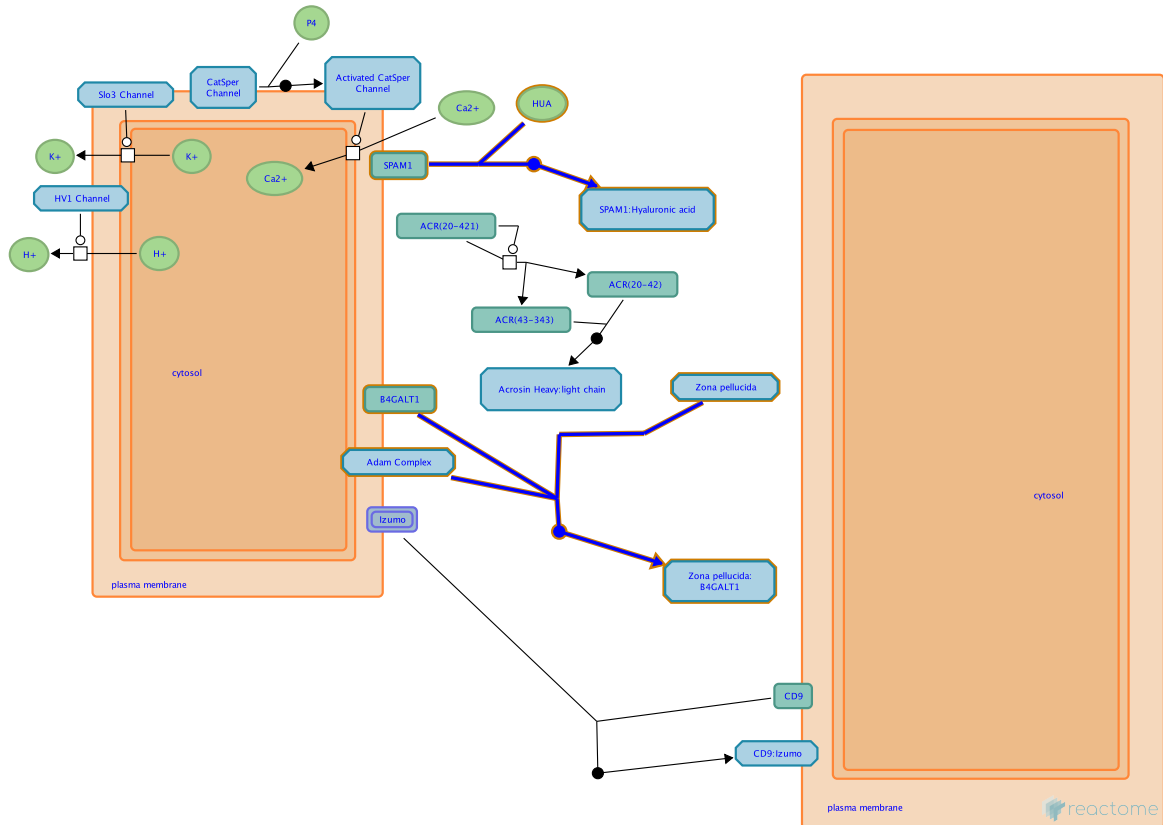 P4
CatSper
Channel
Activated CatSper
Channel
Slo3 Channel
Ca2+
HUA
K+
K+
Ca2+
SPAM1
HV1 Channel
SPAM1:Hyaluronic acid
ACR(20-421)
H+
H+
ACR(20-42)
ACR(43-343)
cytosol
Acrosin Heavy:light chain
Zona pellucida
B4GALT1
Adam Complex
cytosol
Izumo
plasma membrane
Zona pellucida:
B4GALT1
CD9
CD9:Izumo
plasma membrane
reactome